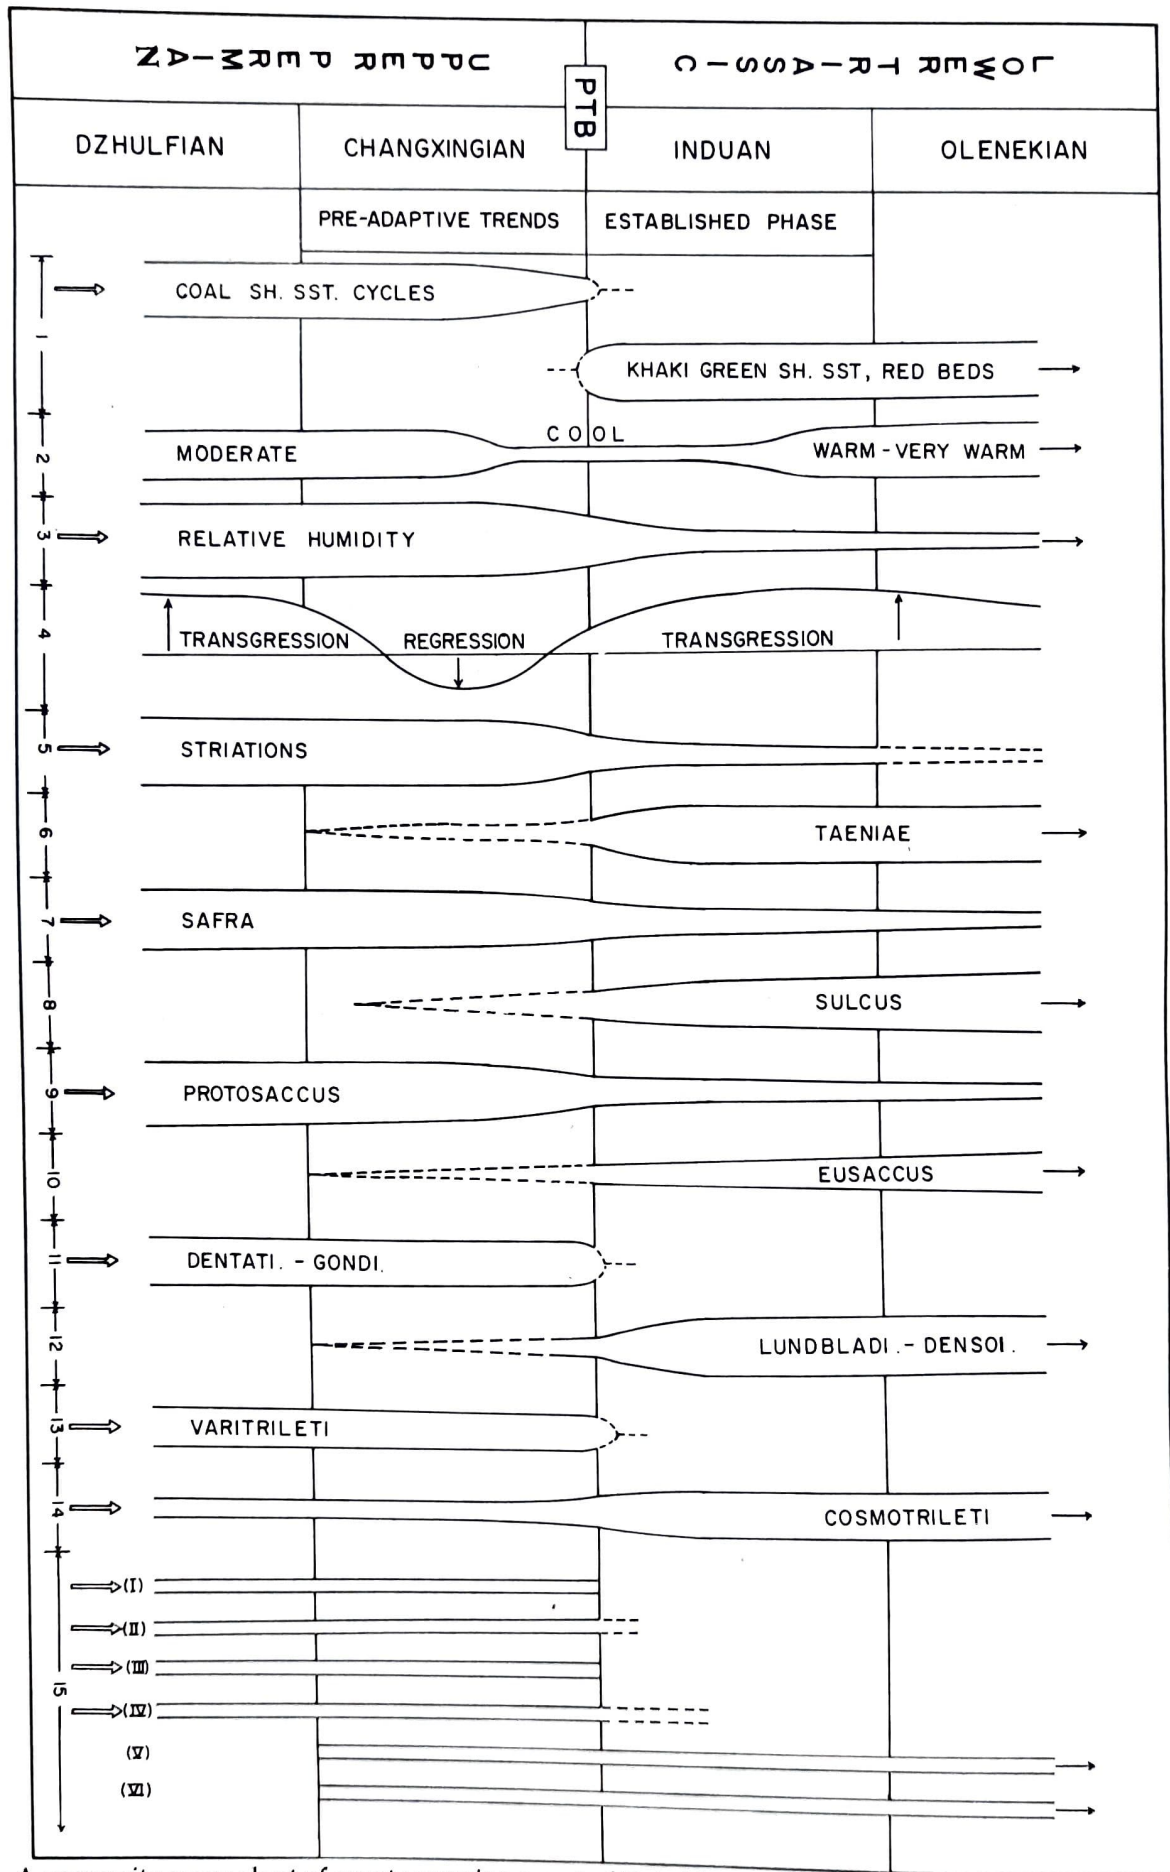 UPPER PERMIAN
LOWER TRIASSIC
PTB
DZHULFIAN
CHANGXINGIAN
INDUAN
OLENEKIAN
PRE-ADAPTIVE TRENDS
ESTABLISHED PHASE
1
COAL SH. SST. CYCLES
KHAKI GREEN SH. SST, RED BEDS
2
MODERATE
COOL
WARM-VERY WARM
3
RELATIVE HUMIDITY
4
TRANSGRESSION
REGRESSION
TRANSGRESSION
5
STRIATIONS
6
TAENIAE
7
SAFRA
8
SULCUS
9
PROTOSACCUS
10
EUSACCUS
11
DENTATI. - GONDI.
12
LUNDBLADI. - DENSOI.
13
VARITRILETI
14
COSMOTRILETI
15
(I)
(II)
(III)
(IV)
(V)
(VI)